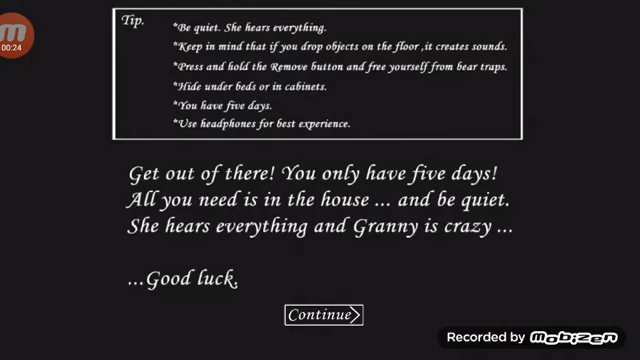 00:24
Tip.
*Be quiet. She hears everything.
*Keep in mind that if you drop objects on the floor ,it creates sounds.
*Press and hold the Remove button and free yourself from bear traps.
*Hide under beds or in cabinets.
*You have five days.
*Use headphones for best experience.
Get out of there! You only have five days!
All you need is in the house ... and be quiet.
She hears everything and Granny is crazy ...
...Good luck.
Continue
Recorded by mobizen